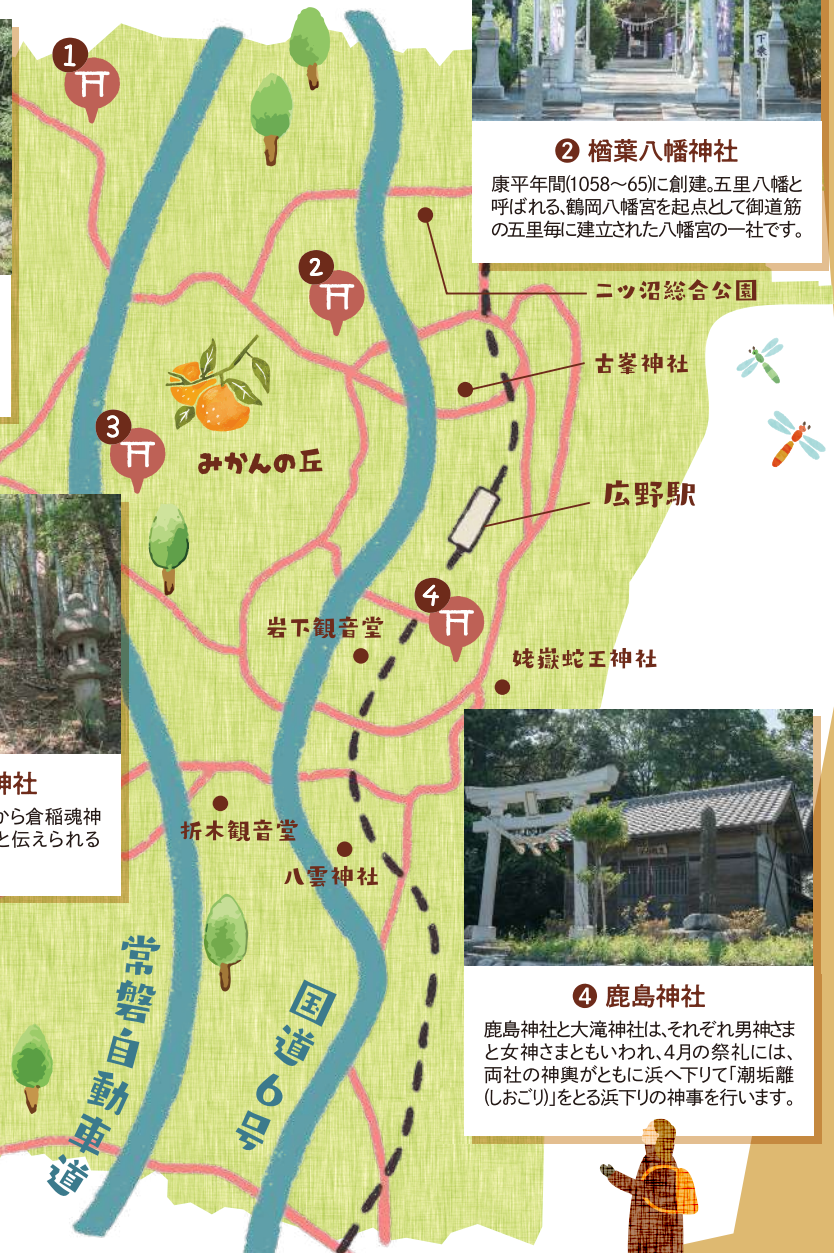 1
下乗
❷ 楢葉八幡神社
康平年間(1058～65)に創建。五里八幡と
呼ばれる、鶴岡八幡宮を起点として御道筋
の五里毎に建立された八幡宮の一社です。
2
二ツ沼総合公園
古峯神社
3
みかんの丘
広野駅
4
岩下観音堂
姥嶽蛇王神社
神社
から倉稲魂神
と伝えられる
折木観音堂
八雲神社
常磐自動車道
国道6号
❹ 鹿島神社
鹿島神社と大滝神社は、それぞれ男神さま
と女神さまともいわれ、4月の祭礼には、
両社の神輿がともに浜へ下りて「潮垢離
(しおごり)」をとる浜下りの神事を行います。